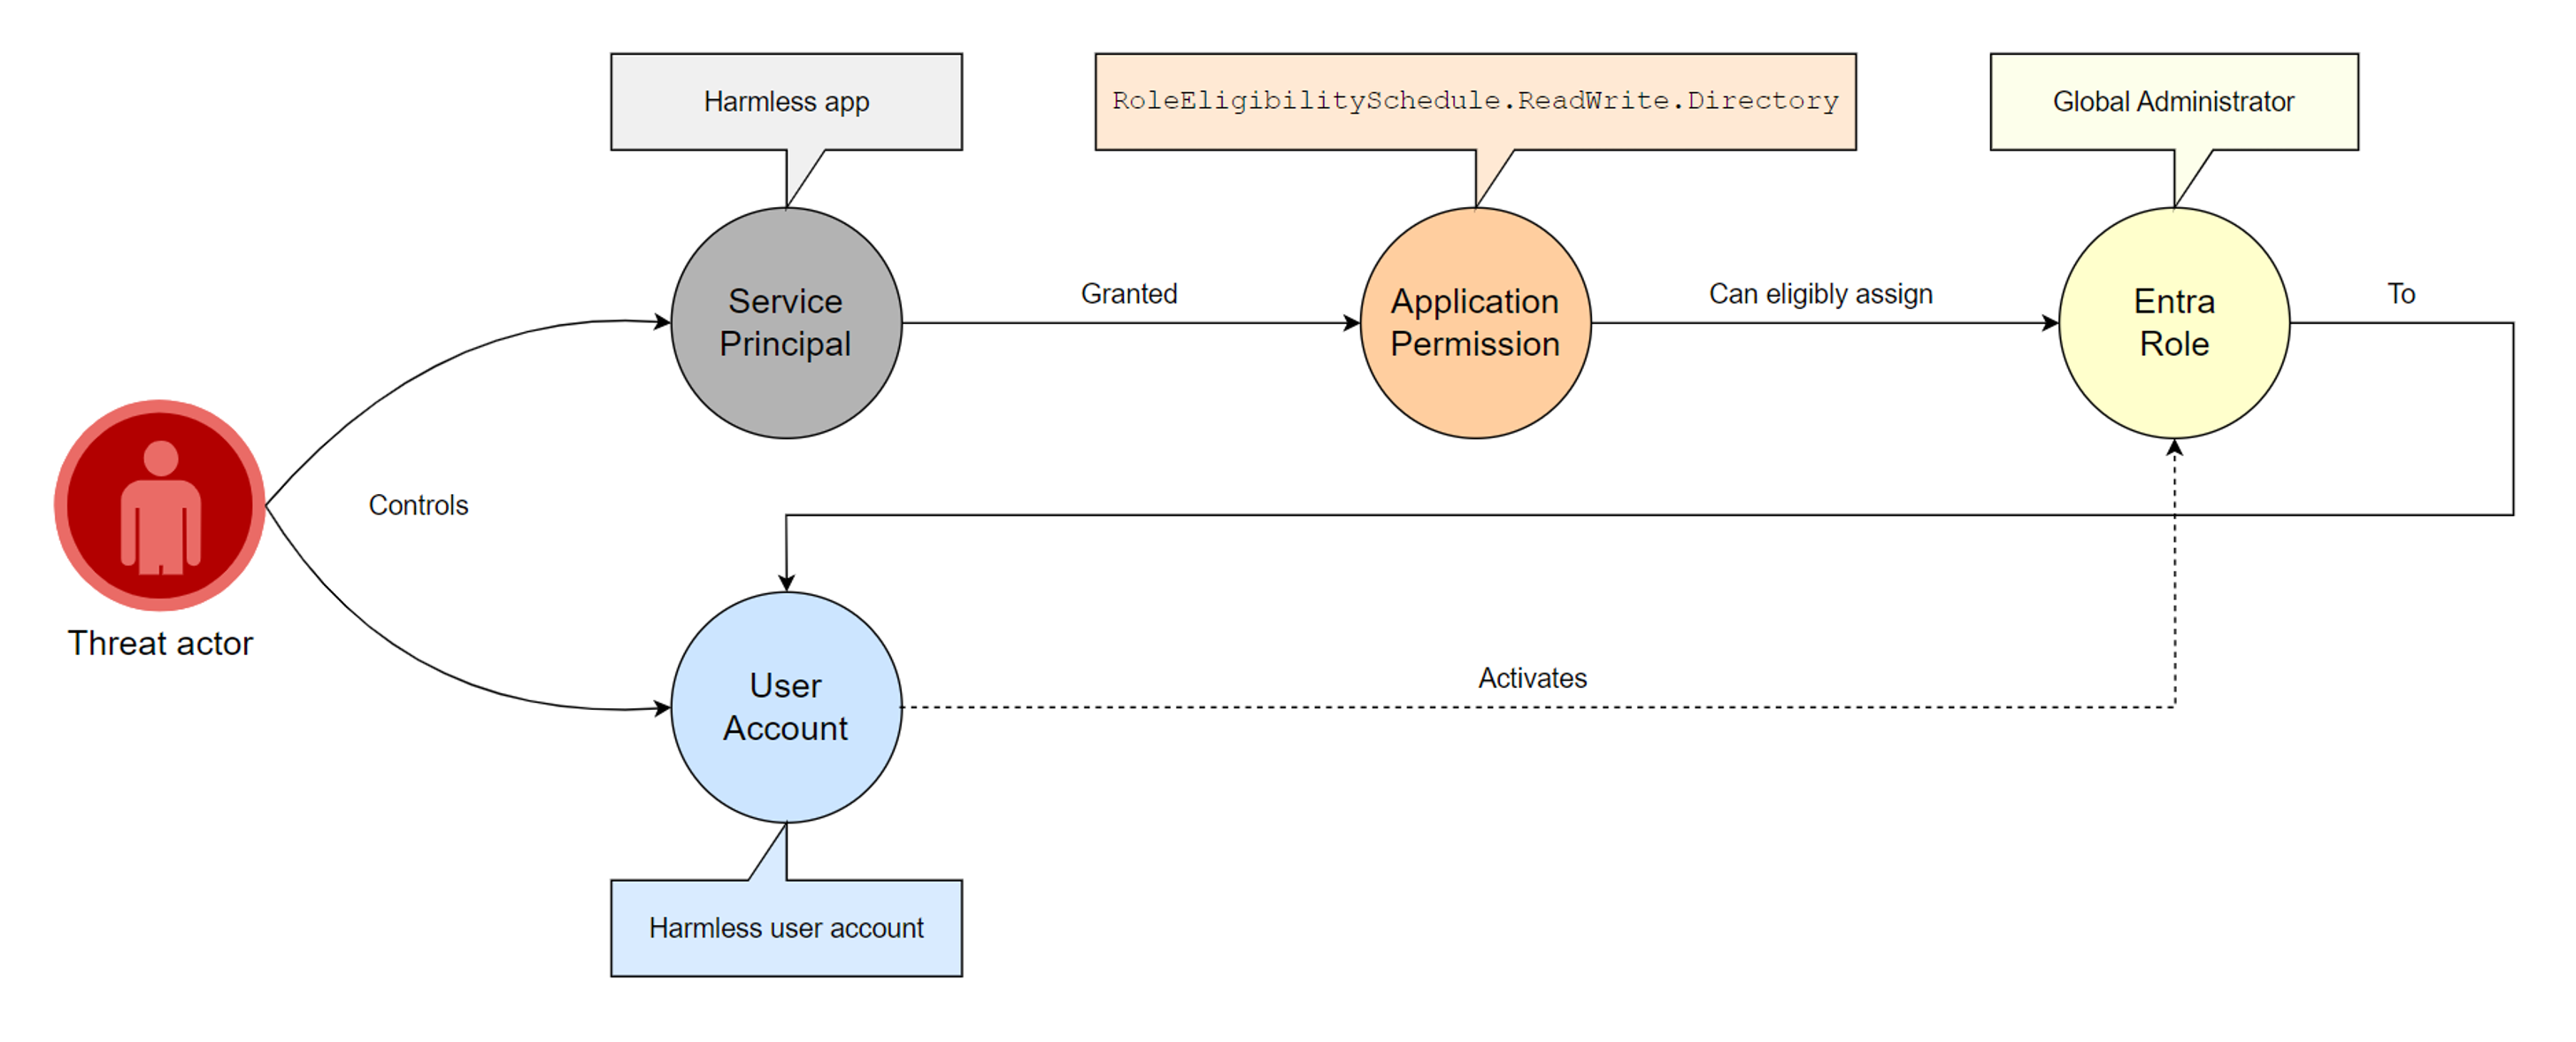 Harmless app
RoleEligibilitySchedule.ReadWrite.Directory
Global Administrator
Service
Principal
Granted
Application
Permission
Can eligibly assign
Entra
Role
To
Controls
Threat actor
User
Account
Activates
Harmless user account